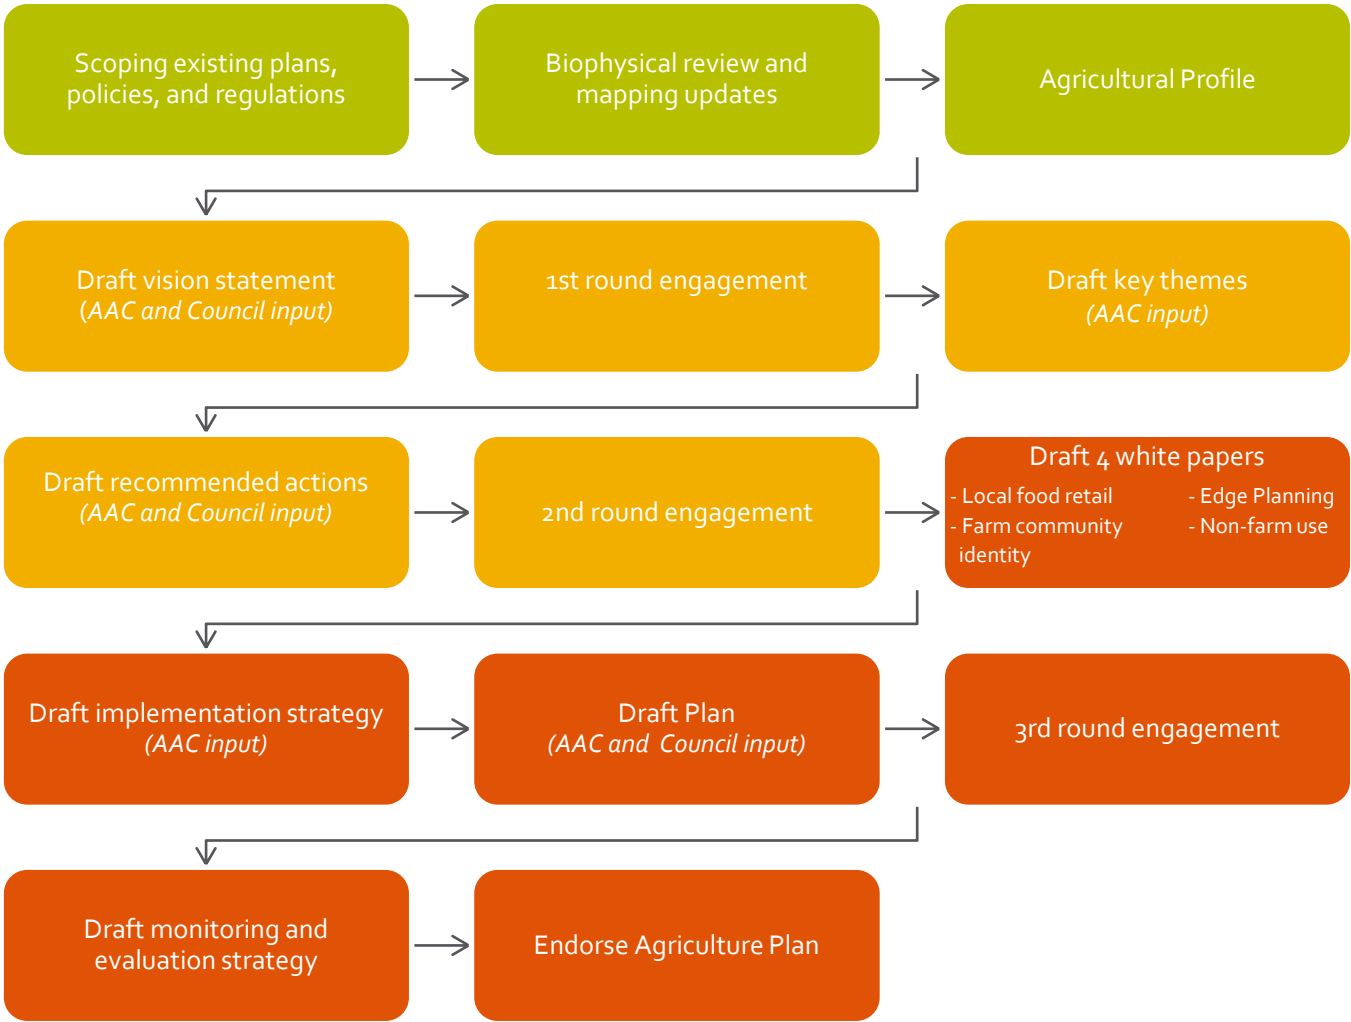 Scoping existing plans,
policies, and regulations
Biophysical review and
mapping updates
Agricultural Profile
Draft vision statement
(AAC and Council input)
1st round engagement
Draft key themes
(AAC input)
Draft recommended actions
(AAC and Council input)
2nd round engagement
Draft 4 white papers
- Local food retail
- Farm community
identity
- Edge Planning
- Non-farm use
Draft implementation strategy
(AAC input)
Draft Plan
(AAC and Council input)
3rd round engagement
Draft monitoring and
evaluation strategy
Endorse Agriculture Plan